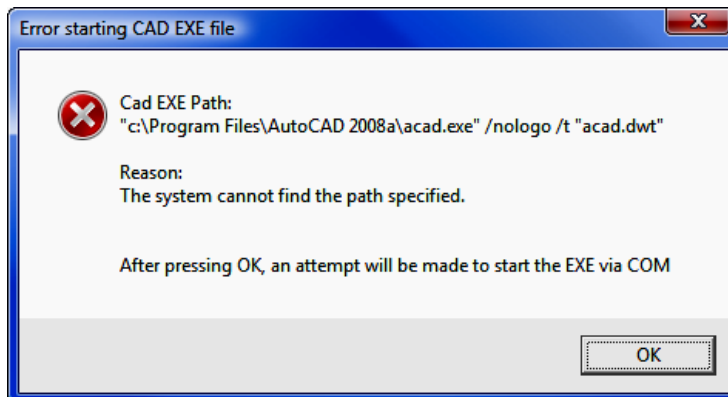 Error starting CAD EXE file
Cad EXE Path:
"c:\Program Files\AutoCAD 2008a\acad.exe" /nologo /t "acad.dwt"
Reason:
The system cannot find the path specified.
After pressing OK, an attempt will be made to start the EXE via COM
OK